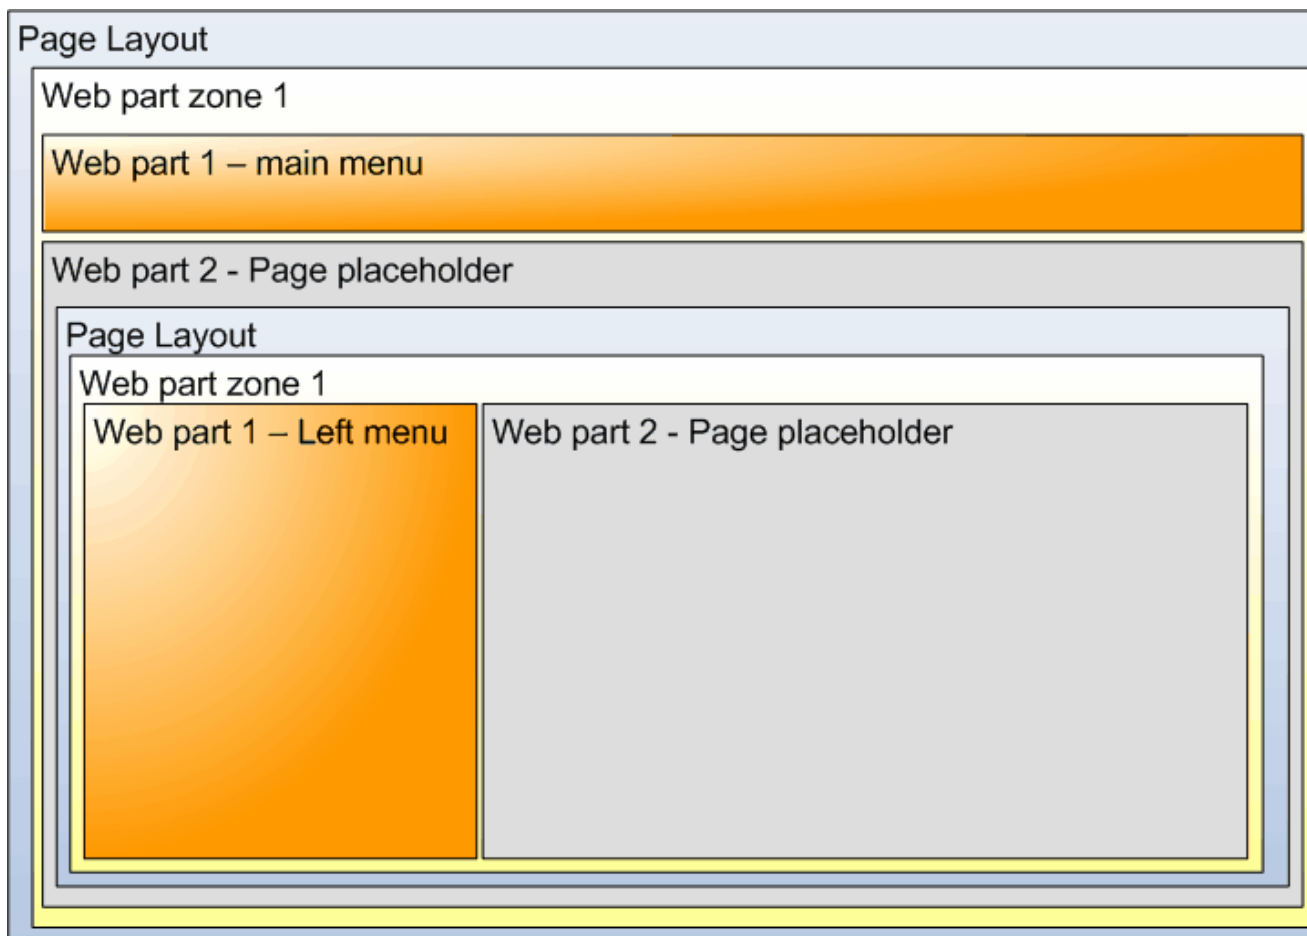 Page Layout
Web part zone 1
Web part 1 – main menu
Web part 2 - Page placeholder
Page Layout
Web part zone 1
Web part 1 – Left menu
Web part 2 - Page placeholder